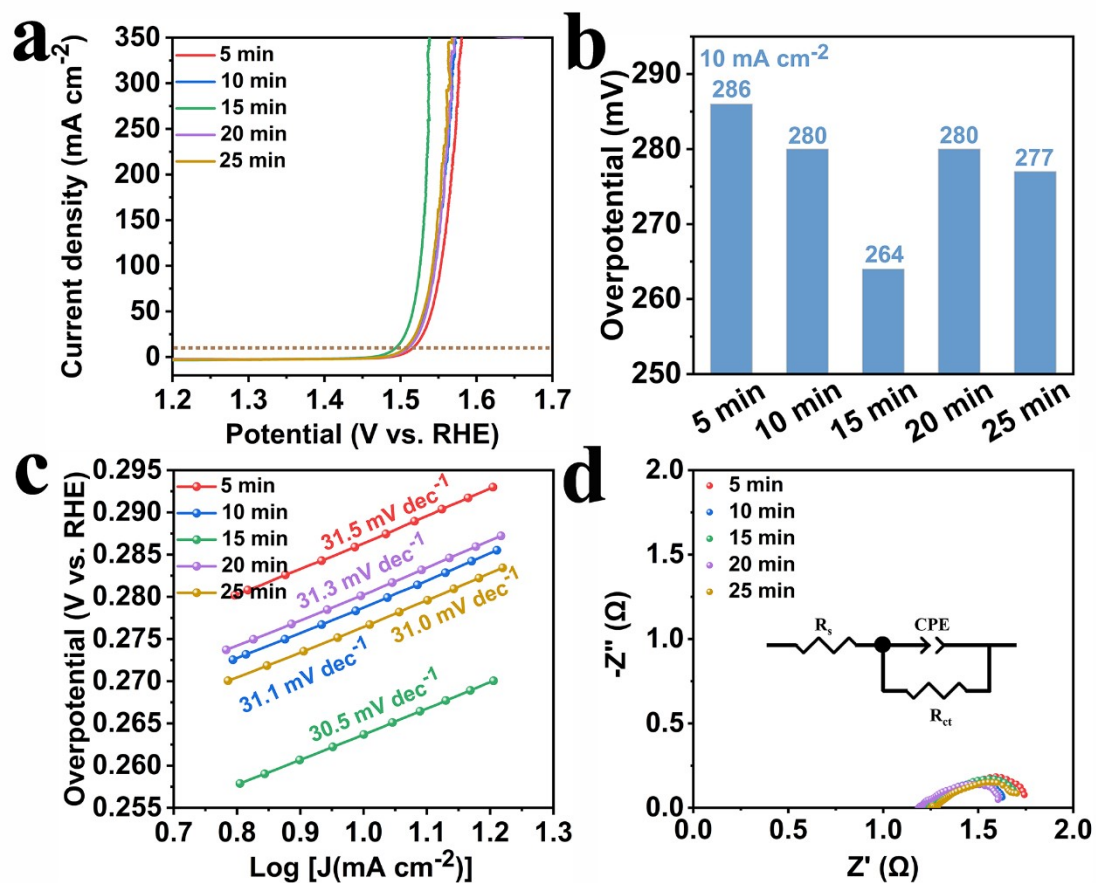 a
350
300
250
200
150
100
50
0
Current density (mA cm⁻²)
5 min
10 min
15 min
20 min
25 min
1.2 1.3 1.4 1.5 1.6 1.7
Potential (V vs. RHE)
b
290
280
270
260
250
Overpotential (mV)
10 mA cm⁻²
286
280
264
280
277
5 min
10 min
15 min
20 min
25 min
c
0.295
0.290
0.285
0.280
0.275
0.270
0.265
0.260
0.255
Overpotential (V vs. RHE)
5 min
10 min
15 min
20 min
25 min
31.5 mV dec⁻¹
31.3 mV dec⁻¹
31.0 mV dec⁻¹
31.1 mV dec⁻¹
30.5 mV dec⁻¹
0.7 0.8 0.9 1.0 1.1 1.2 1.3
Log [J(mA cm⁻²)]
d
2.0
1.5
1.0
0.5
0.0
-Z" (Ω)
5 min
10 min
15 min
20 min
25 min
Rs
CPE
Rct
0.0 0.5 1.0 1.5 2.0
Z' (Ω)